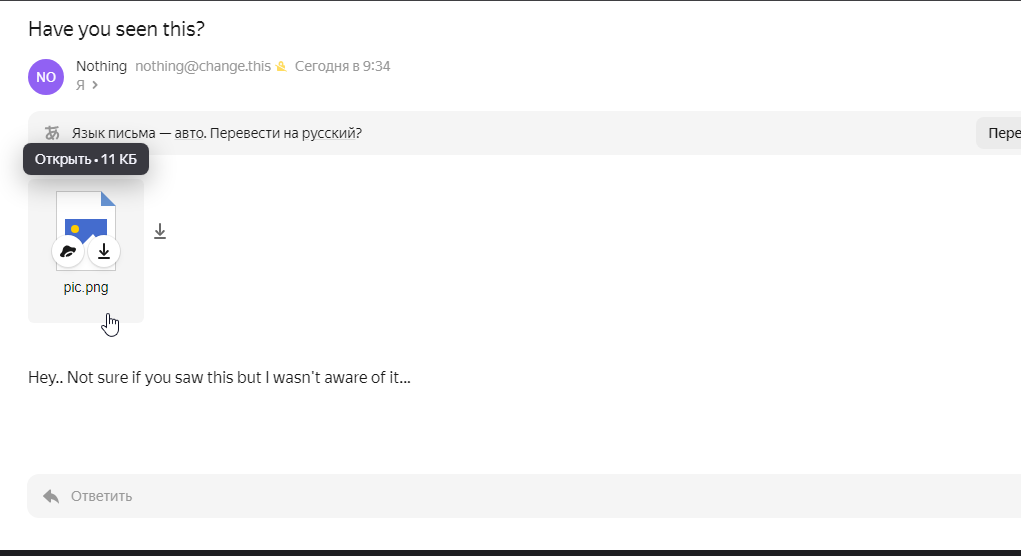 Have you seen this?
NO
Nothing nothing@change.this Сегодня в 9:34
Я
あ Язык письма — авто. Перевести на русский?
Пере
Открыть • 11 КБ
pic.png
Hey.. Not sure if you saw this but I wasn't aware of it...
Ответить